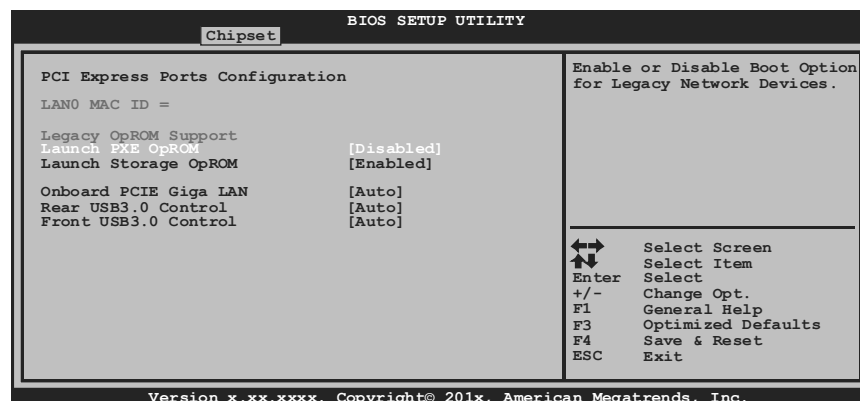 BIOS SETUP UTILITY
Chipset
PCI Express Ports Configuration
LAN0 MAC ID =
Legacy OpROM Support
Launch PXE OpROM [Disabled]
Launch Storage OpROM [Enabled]
Onboard PCIE Giga LAN [Auto]
Rear USB3.0 Control [Auto]
Front USB3.0 Control [Auto]
Enable or Disable Boot Option
for Legacy Network Devices.
Select Screen
Select Item
Enter Select
+/- Change Opt.
F1 General Help
F3 Optimized Defaults
F4 Save & Reset
ESC Exit
Version x.xx.xxxx. Copyright© 201x, American Megatrends, Inc.